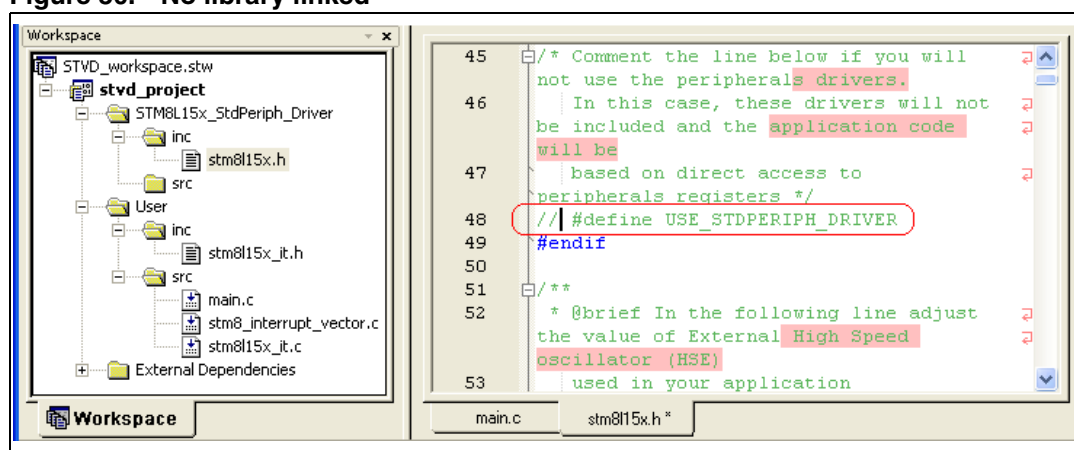 Workspace
STVD_workspace.stw
stvd_project
STM8L15x_StdPeriph_Driver
inc
stm8l15x.h
src
User
inc
stm8l15x_it.h
src
main.c
stm8_interrupt_vector.c
stm8l15x_it.c
External Dependencies
Workspace
45 /* Comment the line below if you will
not use the peripherals drivers.
46 In this case, these drivers will not
be included and the application code
will be
47 based on direct access to
peripherals registers */
48 // #define USE_STDPERIPH_DRIVER
49 #endif
50
51 /**
52 * @brief In the following line adjust
the value of External High Speed
oscillator (HSE)
53 used in your application
main.c
stm8l15x.h *